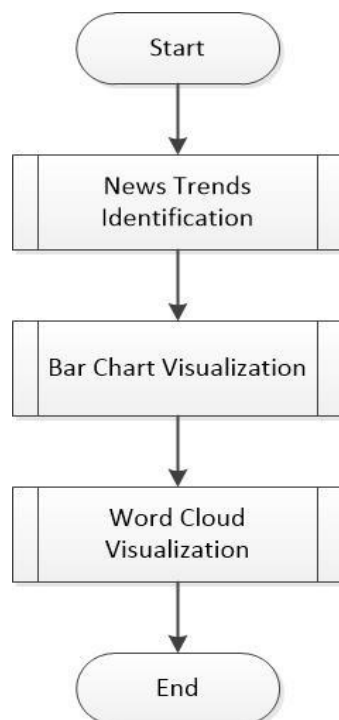 Start
News Trends
Identification
Bar Chart Visualization
Word Cloud
Visualization
End